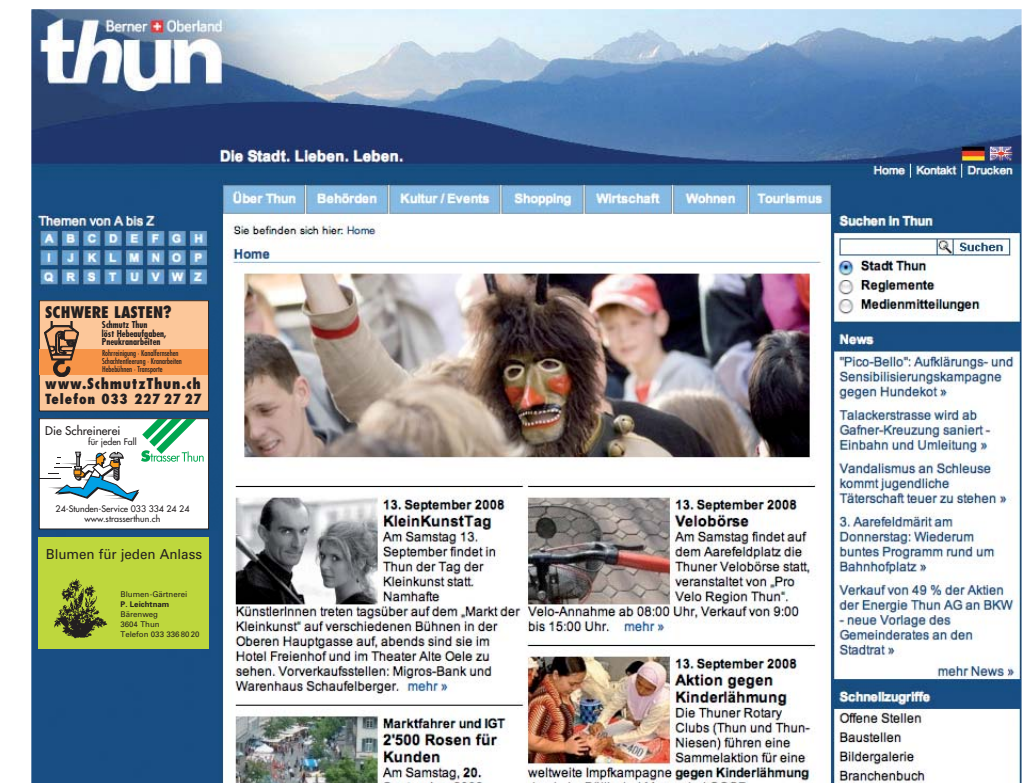 Berner Oberland
thun
Die Stadt. Lieben. Leben.
Home | Kontakt | Drucken
Über Thun
Behörden
Kultur / Events
Shopping
Wirtschaft
Wohnen
Tourismus
Themen von A bis Z
A B C D E F G H
I J K L M N O P
Q R S T U V W Z
SCHWERE LASTEN?
Schmutz Thun
löst Hebeaufgaben,
Pneukranarbeiten
Rohrreinigung · Kanalfernsehen
Schachtentleerung · Kranarbeiten
Hebebühnen · Transporte
www.SchmutzThun.ch
Telefon 033 227 27 27
Die Schreinerei
für jeden Fall
Strasser Thun
24-Stunden-Service 033 334 24 24
www.strasserthun.ch
Blumen für jeden Anlass
Blumen-Gärtnerei
P. Leichtnam
Bärenweg
3604 Thun
Telefon 033 336 80 20
Sie befinden sich hier: Home
Home
13. September 2008
KleinKunstTag
Am Samstag 13.
September findet in
Thun der Tag der
Kleinkunst statt.
Namhafte
KünstlerInnen treten tagsüber auf dem „Markt der
Kleinkunst" auf verschiedenen Bühnen in der
Oberen Hauptgasse auf, abends sind sie im
Hotel Freienhof und im Theater Alte Oele zu
sehen. Vorverkaufsstellen: Migros-Bank und
Warenhaus Schaufelberger. mehr »
Marktfahrer und IGT
2'500 Rosen für
Kunden
Am Samstag, 20.
13. September 2008
Velobörse
Am Samstag findet auf
dem Aarefeldplatz die
Thuner Velobörse statt,
veranstaltet von „Pro
Velo Region Thun".
Velo-Annahme ab 08:00 Uhr, Verkauf von 9:00
bis 15:00 Uhr. mehr »
13. September 2008
Aktion gegen
Kinderlähmung
Die Thuner Rotary
Clubs (Thun und Thun-
Niesen) führen eine
Sammelaktion für eine
weltweite Impfkampagne gegen Kinderlähmung
Suchen in Thun
Suchen
Stadt Thun
Reglemente
Medienmitteilungen
News
"Pico-Bello": Aufklärungs- und
Sensibilisierungskampagne
gegen Hundekot »
Talackerstrasse wird ab
Gafner-Kreuzung saniert -
Einbahn und Umleitung »
Vandalismus an Schleuse
kommt jugendliche
Täterschaft teuer zu stehen »
3. Aarefeldmärit am
Donnerstag: Wiederum
buntes Programm rund um
Bahnhofplatz »
Verkauf von 49 % der Aktien
der Energie Thun AG an BKW
- neue Vorlage des
Gemeinderates an den
Stadtrat »
mehr News »
Schnellzugriffe
Offene Stellen
Baustellen
Bildergalerie
Branchenbuch